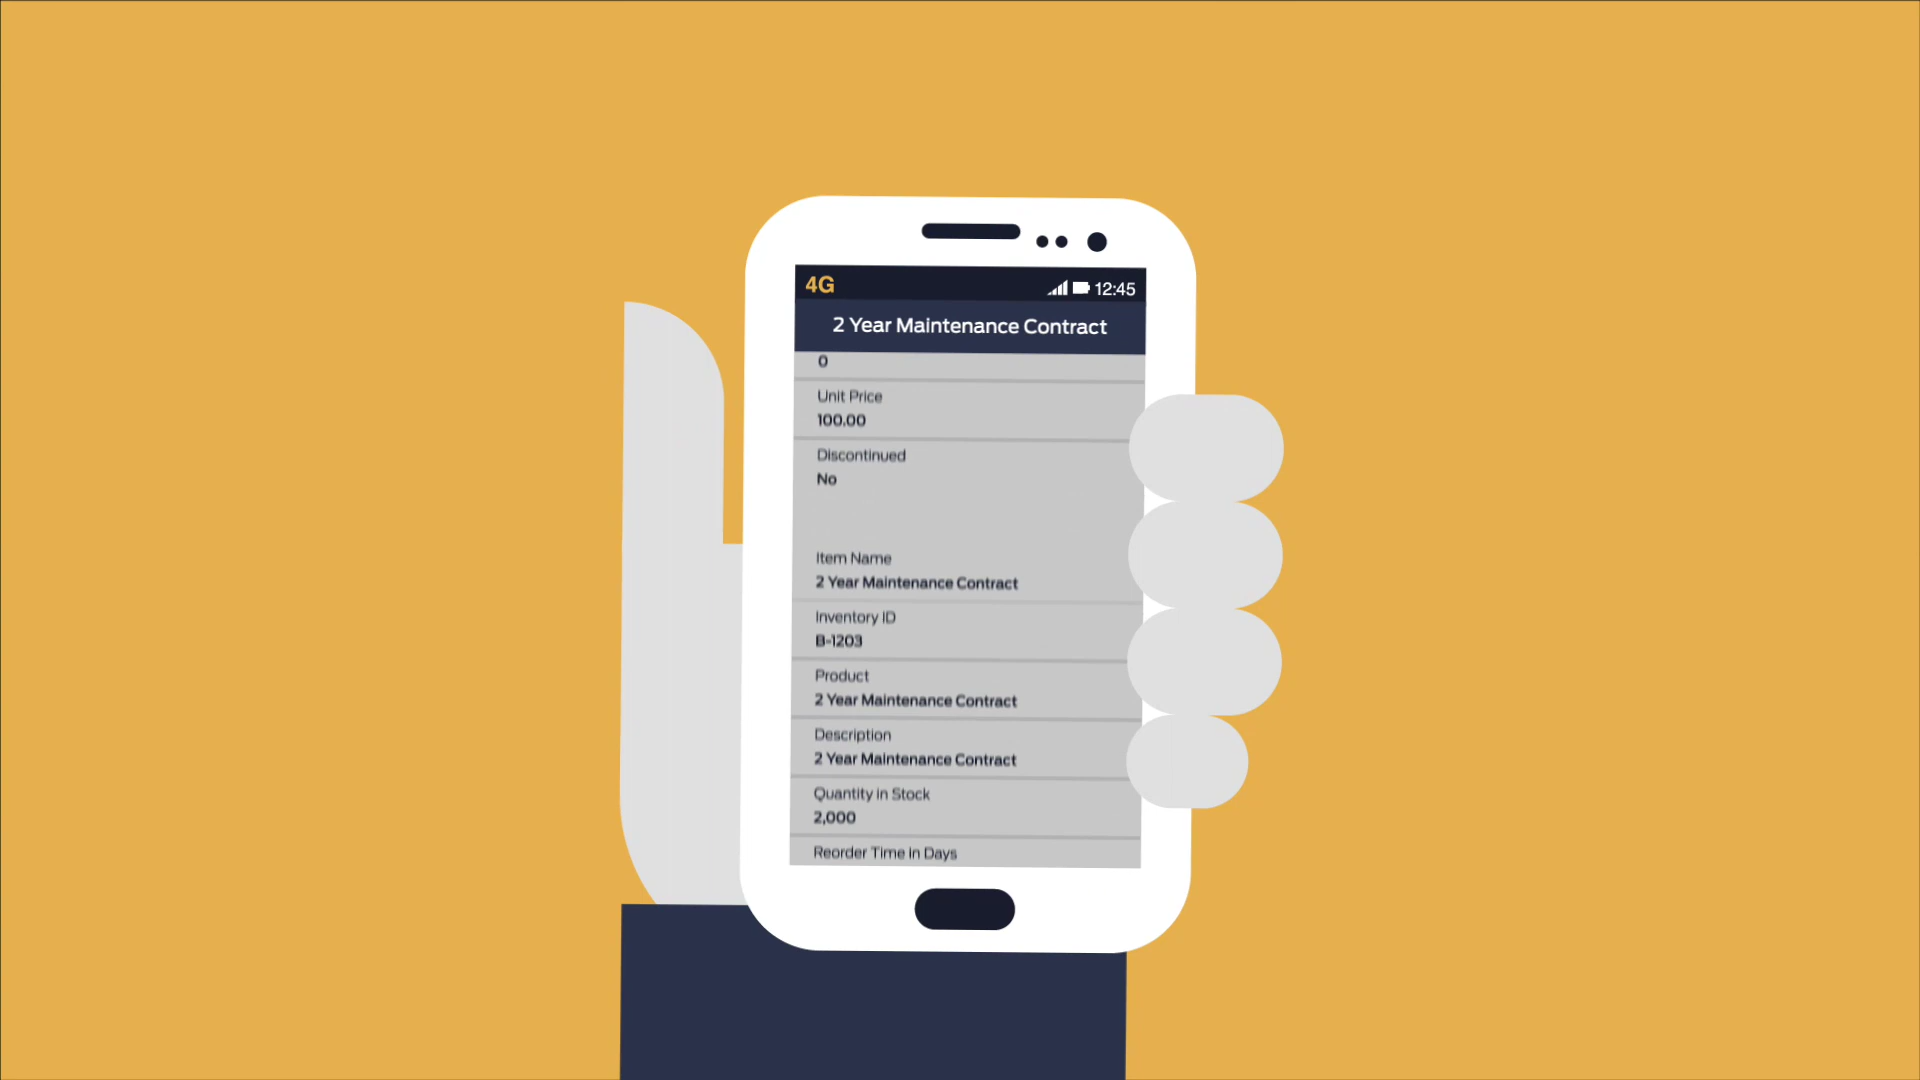 4G 12:45
2 Year Maintenance Contract
0
Unit Price
100.00
Discontinued
No
Item Name
2 Year Maintenance Contract
Inventory ID
B-1203
Product
2 Year Maintenance Contract
Description
2 Year Maintenance Contract
Quantity in Stock
2,000
Reorder Time in Days